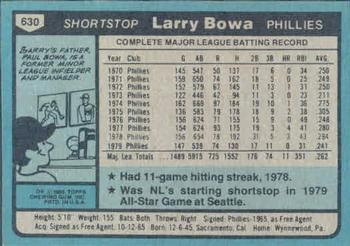 630 SHORTSTOP Larry Bowa PHILLIES
LARRY'S FATHER,
PAUL BOWA, IS A
FORMER MINOR
LEAGUE INFIELDER
AND MANAGER.
COMPLETE MAJOR LEAGUE BATTING RECORD
Year Club G AB R H 2B 3B HR RBI AVG
1970 Phillies 145 547 50 137 17 6 0 34 .250
1971 Phillies 159 650 74 162 18 5 0 25 .249
1972 Phillies 152 579 67 145 11 13 1 31 .250
1973 Phillies 122 446 42 94 11 3 0 23 .211
1974 Phillies 162 669 97 184 19 10 1 36 .275
1975 Phillies 136 583 79 178 18 9 2 38 .305
1976 Phillies 156 624 71 155 15 9 0 49 .248
1977 Phillies 154 624 93 175 19 3 4 41 .280
1978 Phillies 156 654 78 192 31 5 3 43 .294
1979 Phillies 147 539 74 130 17 11 0 31 .241
Maj. Lea. Totals 1489 5915 725 1552 176 74 11 351 .262
★ Had 11-game hitting streak, 1978.
★ Was NL's starting shortstop in 1979
All-Star Game at Seattle.
© 1980 TOPPS
CHEWING GUM, INC.
PRTD. IN U.S.A.
Height: 5'10" Weight: 155 Bats: Both Throws: Right Signed: Phillies-1965, as Free Agent
Acq: Signed as Free Agent, 10-12-65 Born: 12-6-45, Sacramento, Cal. Home: Wynnewood, Pa.